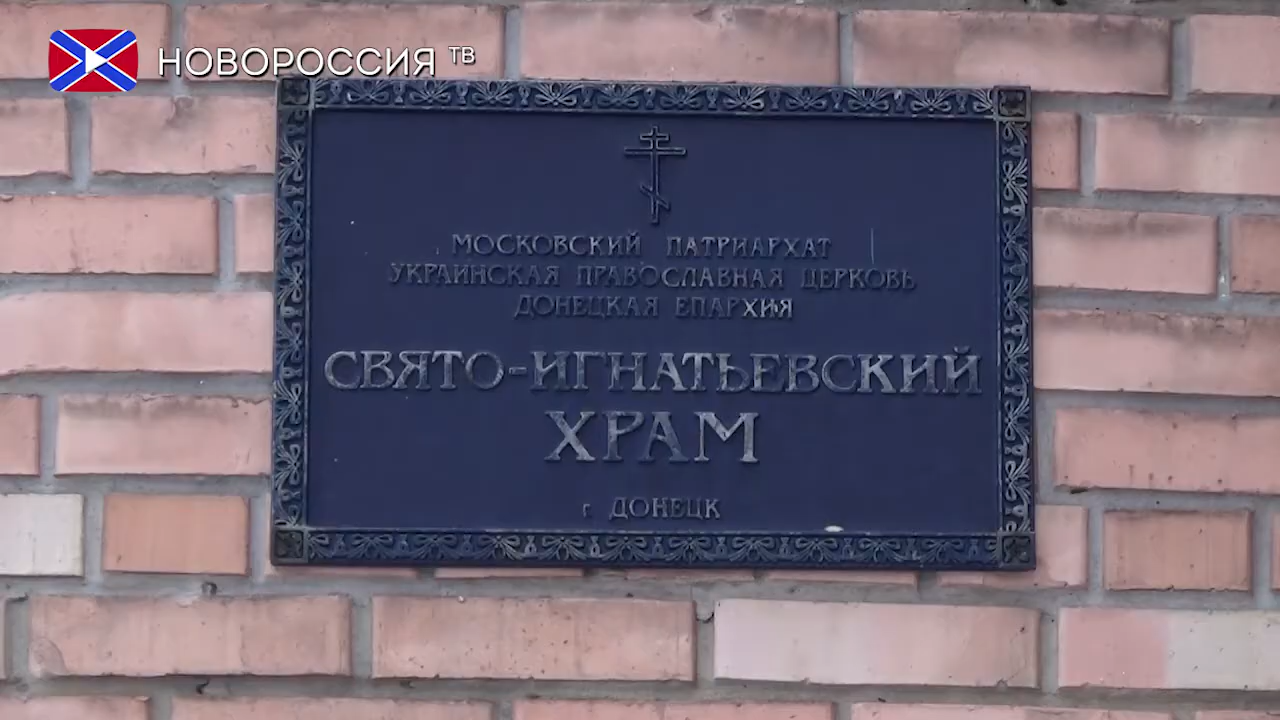 НОВОРОССИЯ ТВ
МОСКОВСКИЙ ПАТРИАРХАТ
УКРАИНСКАЯ ПРАВОСЛАВНАЯ ЦЕРКОВЬ
ДОНЕЦКАЯ ЕПАРХИЯ
СВЯТО-ИГНАТЬЕВСКИЙ
ХРАМ
г. ДОНЕЦК